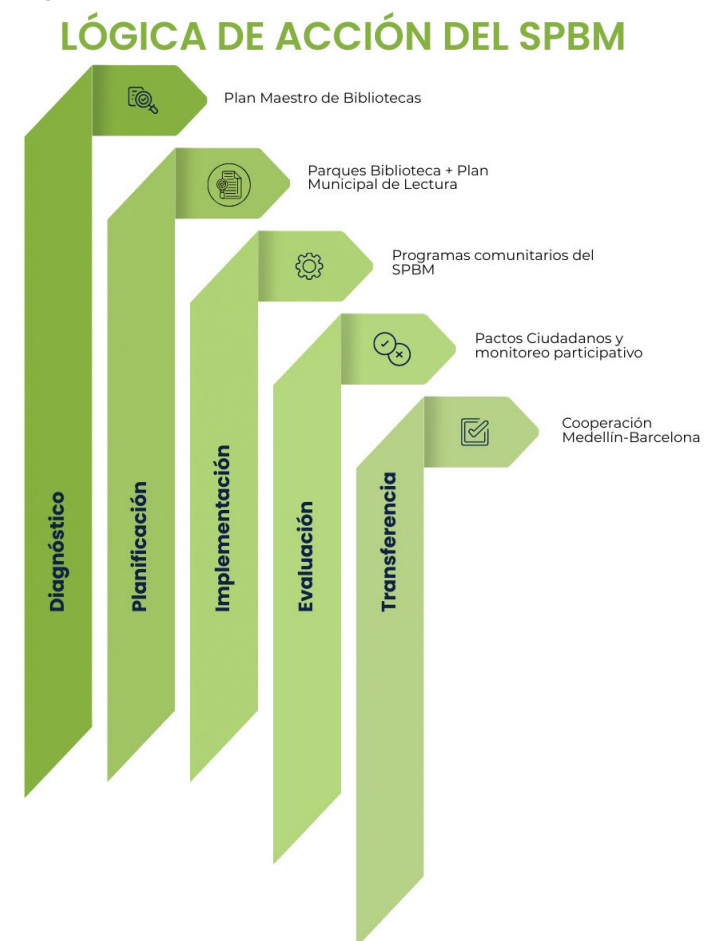 LÓGICA DE ACCIÓN DEL SPBM
Plan Maestro de Bibliotecas
Parques Biblioteca + Plan
Municipal de Lectura
Programas comunitarios del
SPBM
Pactos Ciudadanos y
monitoreo participativo
Cooperación
Medellín-Barcelona
Diagnóstico
Planificación
Implementación
Evaluación
Transferencia